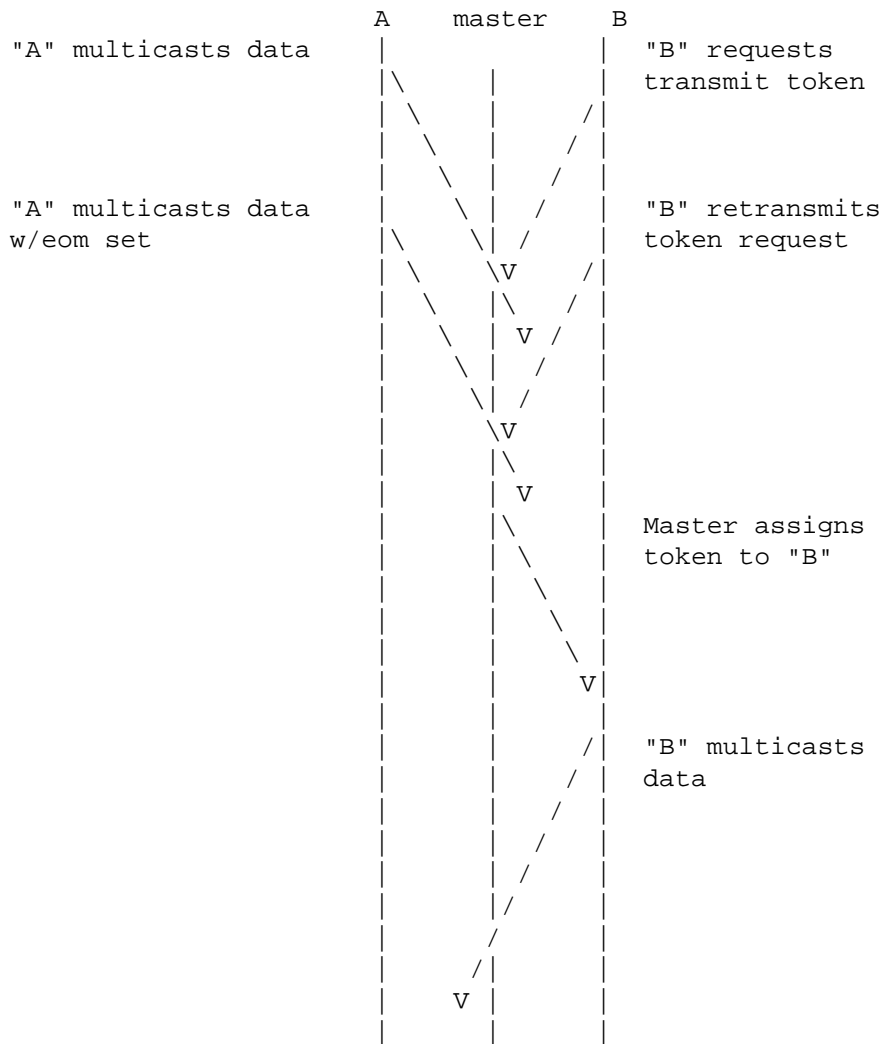 A master B
"A" multicasts data
"B" requests
transmit token
"A" multicasts data
w/eom set
"B" retransmits
token request
V
V
V
V
Master assigns
token to "B"
V
"B" multicasts
data
V